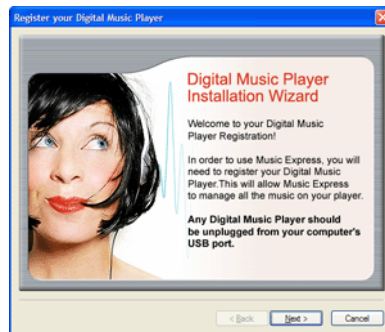 Register your Digital Music Player
Digital Music Player
Installation Wizard
Welcome to your Digital Music
Player Registration!
In order to use Music Express, you will
need to register your Digital Music
Player.This will allow Music Express
to manage all the music on your player.
Any Digital Music Player should
be unplugged from your computer's
USB port.
< Back Next > Cancel